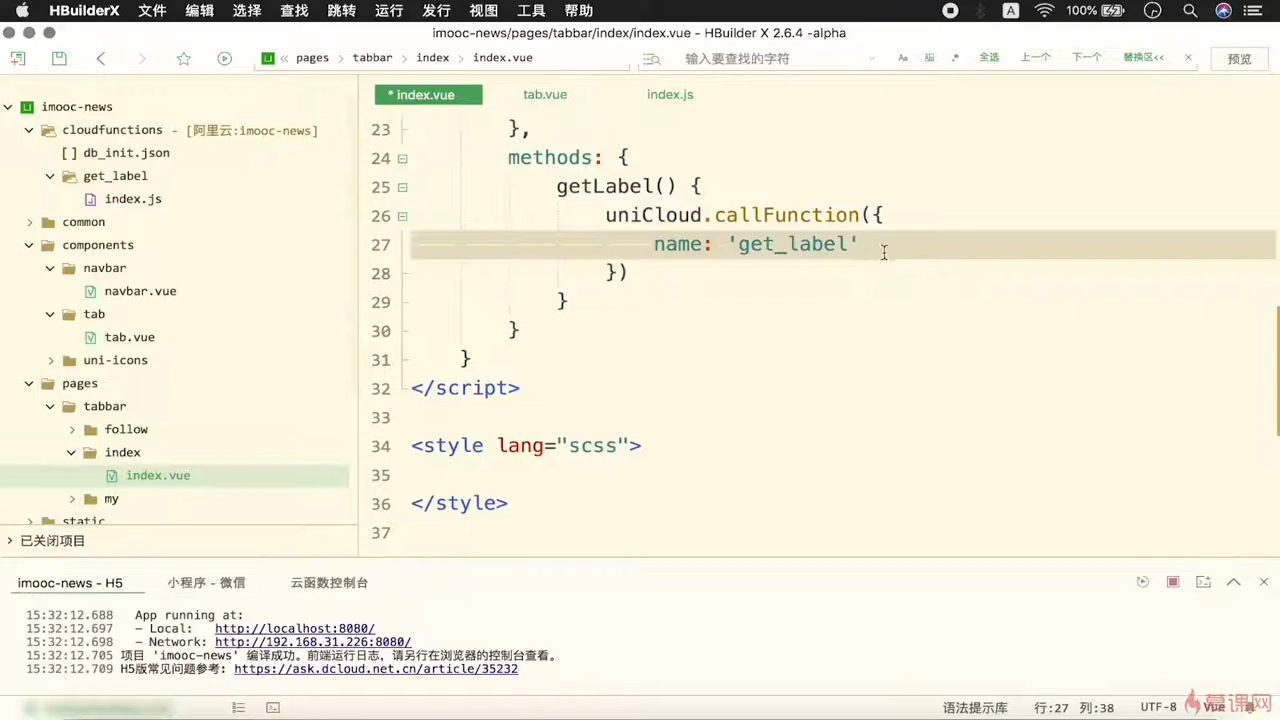 HBuilderX 文件 编辑 选择 查找 跳转 运行 发行 视图 工具 帮助 A 100%
imooc-news/pages/tabbar/index/index.vue - HBuilder X 2.6.4 -alpha
pages tabbar index index.vue 输入要查找的字符 Aa .* 全选 上一个 下一个 替换区<< 预览
imooc-news
cloudfunctions - [阿里云:imooc-news]
db_init.json
get_label
index.js
common
components
navbar
navbar.vue
tab
tab.vue
uni-icons
pages
tabbar
follow
index
index.vue
my
static
已关闭项目
* index.vue tab.vue index.js
23 },
24 methods: {
25 getLabel() {
26 uniCloud.callFunction({
27 name: 'get_label'
28 })
29 }
30 }
31 }
32 </script>
33
34 <style lang="scss">
35
36 </style>
37
imooc-news - H5 小程序 - 微信 云函数控制台
15:32:12.688 App running at:
15:32:12.697 - Local: http://localhost:8080/
15:32:12.698 - Network: http://192.168.31.226:8080/
15:32:12.705 项目 'imooc-news' 编译成功。前端运行日志，请另行在浏览器的控制台查看。
15:32:12.709 H5版常见问题参考: https://ask.dcloud.net.cn/article/35232
语法提示库 行:27 列:38 UTF-8 Vue
慕课网